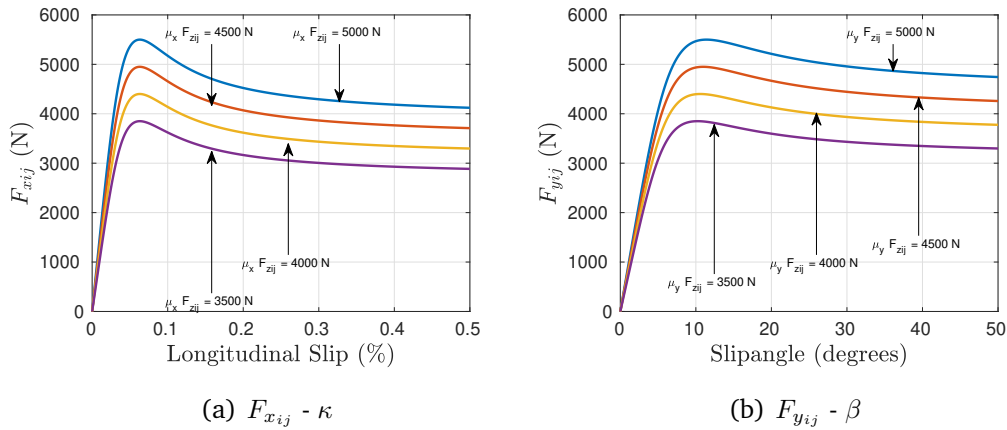 μx Fzij = 4500 N
μx Fzij = 5000 N
6000
5000
4000
3000
2000
1000
0
Fxij (N)
μx Fzij = 4000 N
μx Fzij = 3500 N
0 0.1 0.2 0.3 0.4 0.5
Longitudinal Slip (%)
(a) Fxij - κ
μy Fzij = 5000 N
6000
5000
4000
3000
2000
1000
0
Fyij (N)
μy Fzij = 4500 N
μy Fzij = 4000 N
μy Fzij = 3500 N
0 10 20 30 40 50
Slipangle (degrees)
(b) Fyij - β